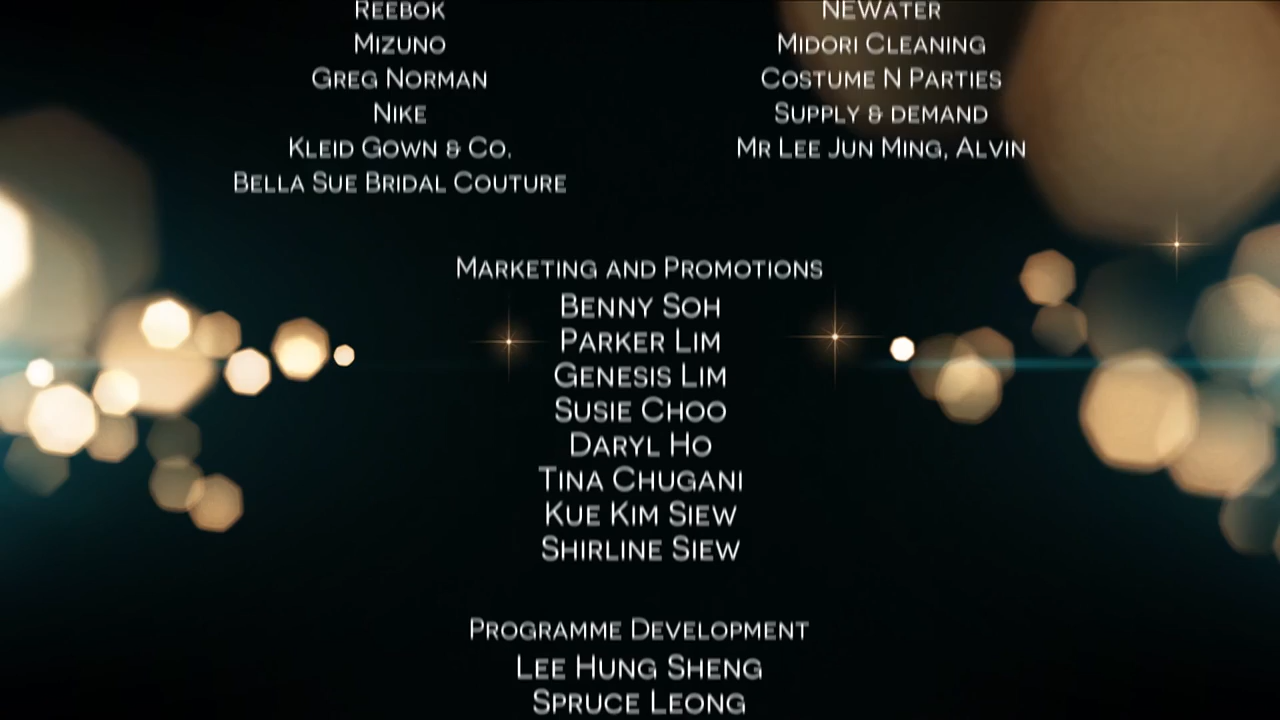 REEBOK
MIZUNO
GREG NORMAN
NIKE
KLEID GOWN & CO.
BELLA SUE BRIDAL COUTURE
NEWATER
MIDORI CLEANING
COSTUME N PARTIES
SUPPLY & DEMAND
MR LEE JUN MING, ALVIN
MARKETING AND PROMOTIONS
BENNY SOH
PARKER LIM
GENESIS LIM
SUSIE CHOO
DARYL HO
TINA CHUGANI
KUE KIM SIEW
SHIRLINE SIEW
PROGRAMME DEVELOPMENT
LEE HUNG SHENG
SPRUCE LEONG